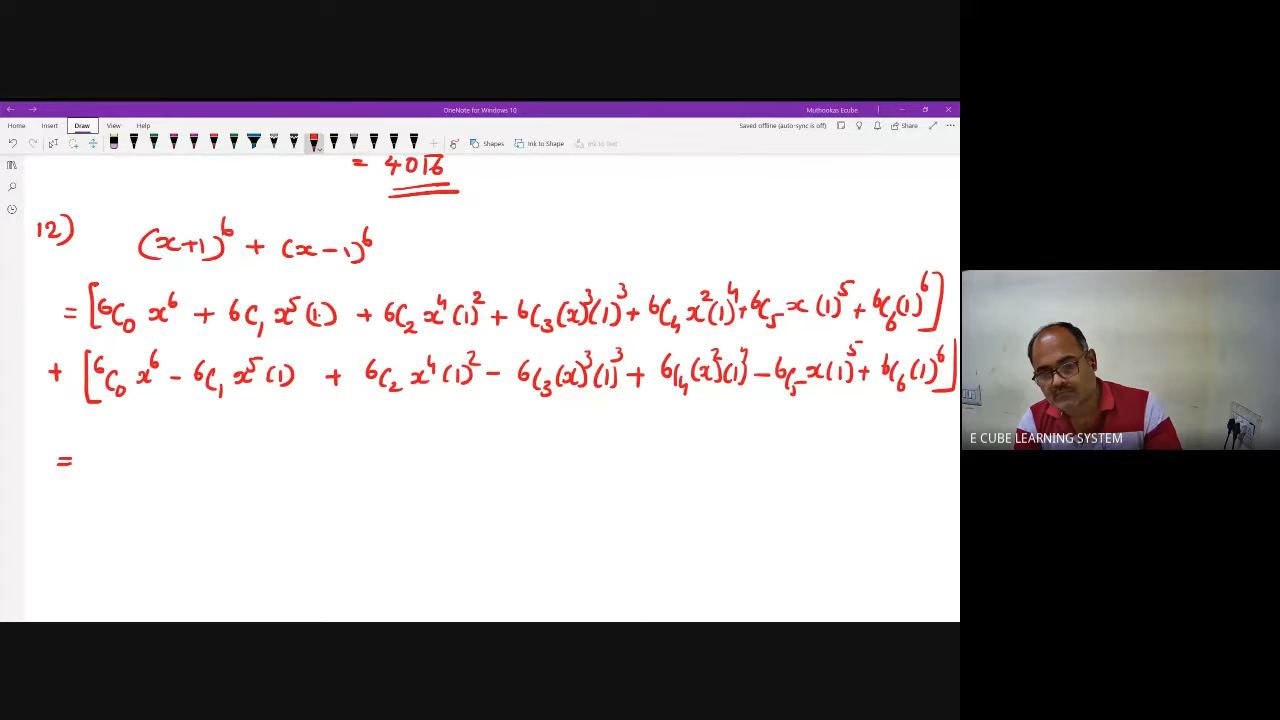 OneNote for Windows 10
Muthookas Ecube
Home Insert Draw View Help
Saved offline (auto-sync is off) Share
Shapes Ink to Shape Ink to Text
= 40√6
12) (x+1)⁶ + (x-1)⁶
= [⁶C₀ x⁶ + ⁶C₁ x⁵(1) + ⁶C₂ x⁴(1)² + ⁶C₃(x)³(1)³ + ⁶C₄ x²(1)⁴ + ⁶C₅ x(1)⁵ + ⁶C₆(1)⁶]
+ [⁶C₀ x⁶ - ⁶C₁ x⁵(1) + ⁶C₂ x⁴(1)² - ⁶C₃(x)³(1)³ + ⁶C₄(x²)(1)⁴ - ⁶C₅ x(1)⁵ + ⁶C₆(1)⁶]
=
E CUBE LEARNING SYSTEM